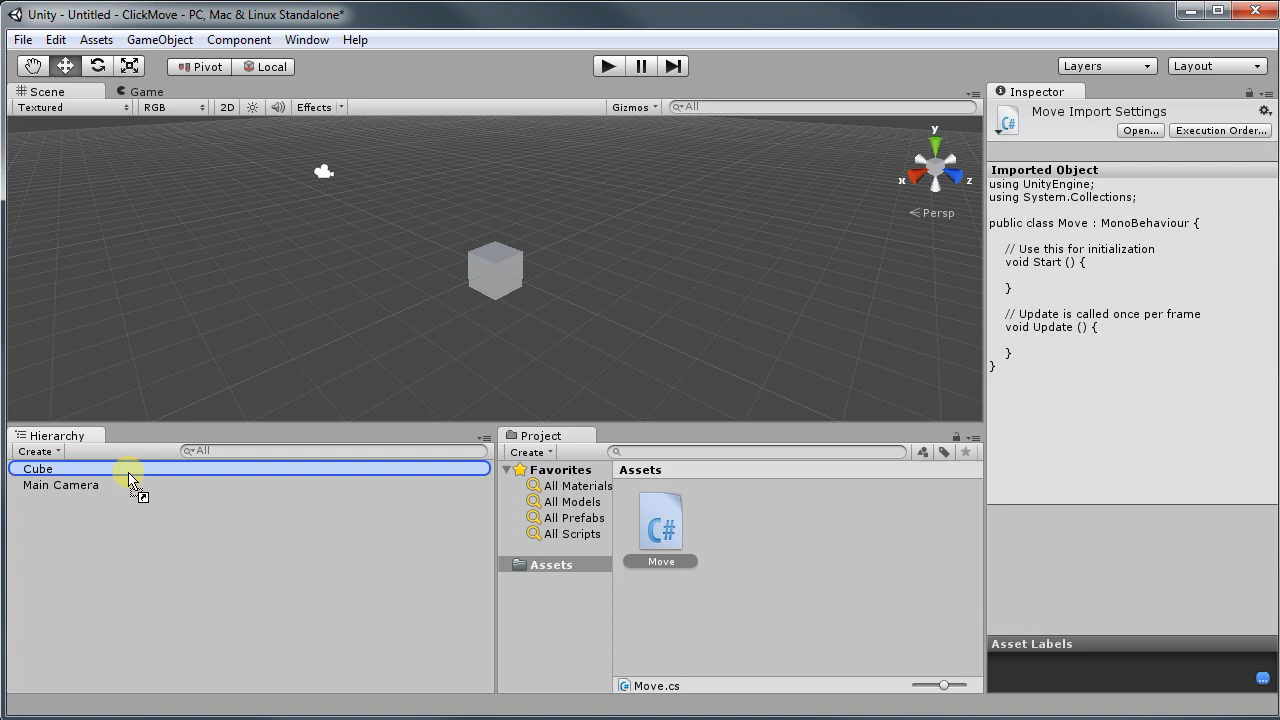 Unity - Untitled - ClickMove - PC, Mac & Linux Standalone*
File Edit Assets GameObject Component Window Help
Pivot Local Layers Layout
Scene Game Inspector
Textured RGB 2D Effects Gizmos All
Move Import Settings
Open... Execution Order...
y
x z
Persp
Imported Object
using UnityEngine;
using System.Collections;
public class Move : MonoBehaviour {
// Use this for initialization
void Start () {
}
// Update is called once per frame
void Update () {
}
}
Hierarchy
Create All
Cube
Main Camera
Project
Create
Favorites
All Materials
All Models
All Prefabs
All Scripts
Assets
Assets
C#
Move
Move.cs
Asset Labels